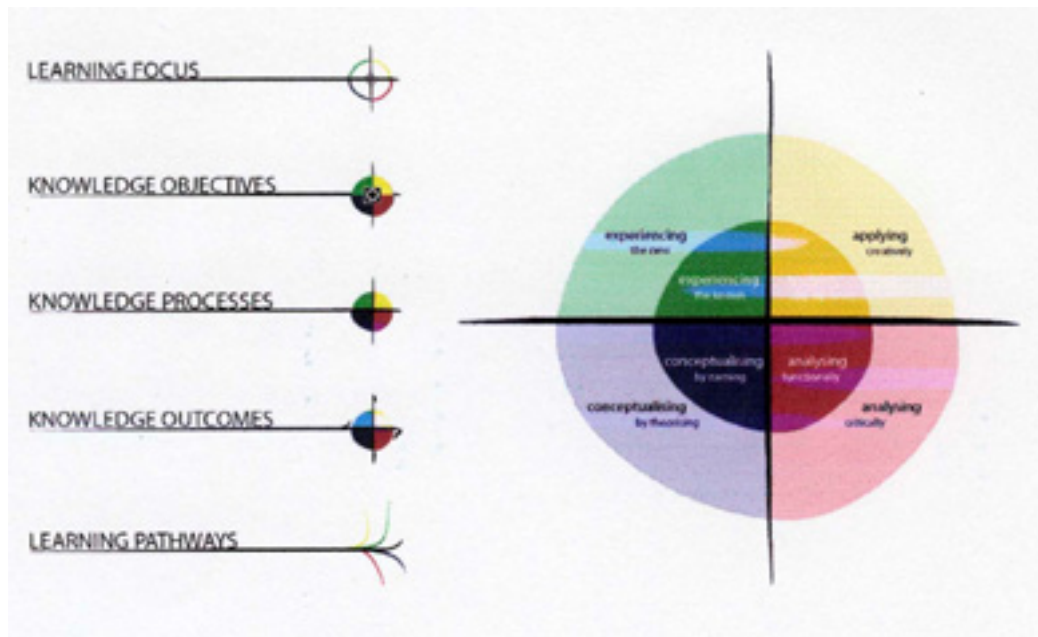 LEARNING FOCUS
KNOWLEDGE OBJECTIVES
KNOWLEDGE PROCESSES
KNOWLEDGE OUTCOMES
LEARNING PATHWAYS
experiencing
the new
applying
creatively
experiencing
the known
conceptualising
by naming
analysing
functionally
conceptualising
by theorising
analysing
critically